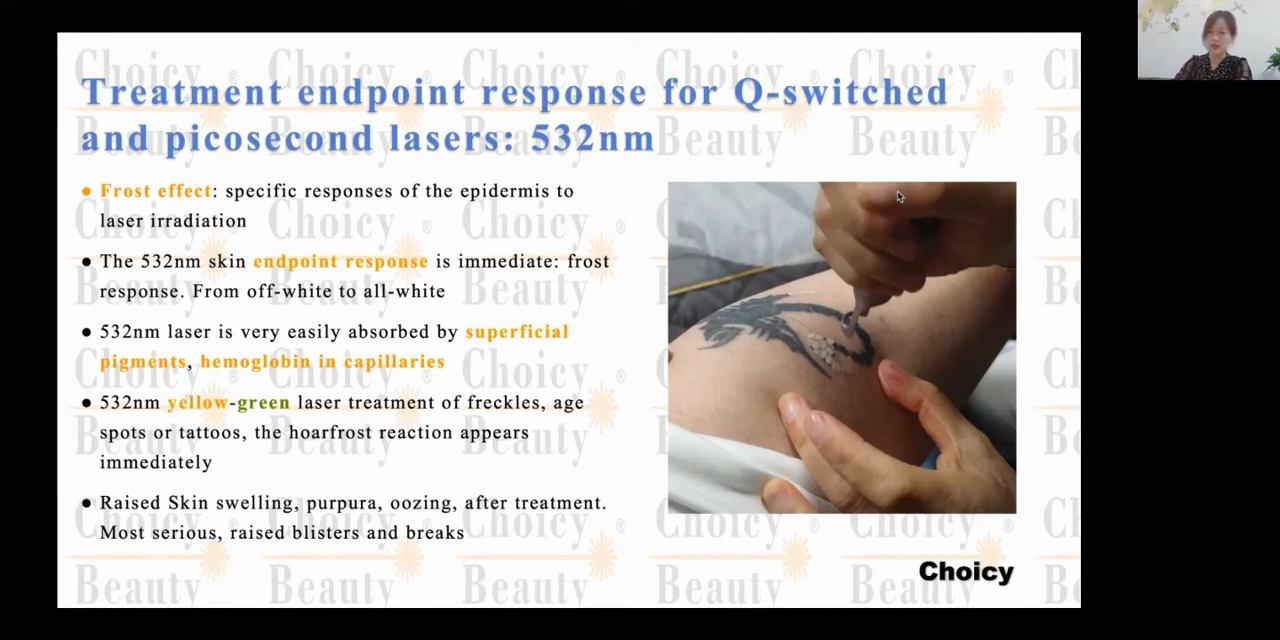 Treatment endpoint response for Q-switched
and picosecond lasers: 532nm
● Frost effect: specific responses of the epidermis to
laser irradiation
● The 532nm skin endpoint response is immediate: frost
response. From off-white to all-white
● 532nm laser is very easily absorbed by superficial
pigments, hemoglobin in capillaries
● 532nm yellow-green laser treatment of freckles, age
spots or tattoos, the hoarfrost reaction appears
immediately
● Raised Skin swelling, purpura, oozing, after treatment.
Most serious, raised blisters and breaks
Choicy
Choicy ®
Beauty